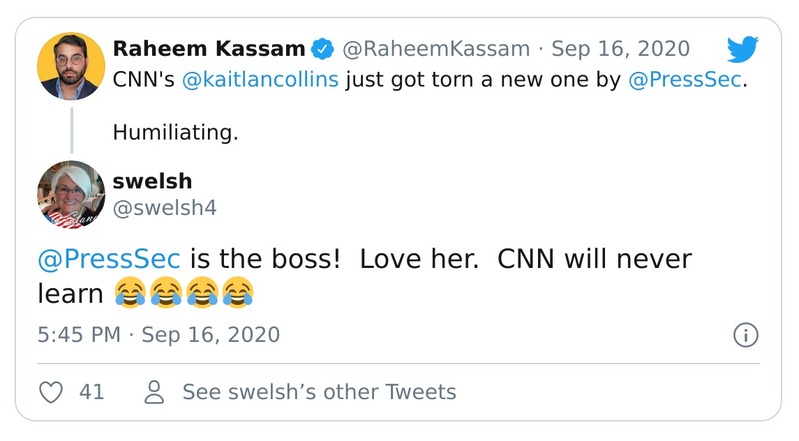 Raheem Kassam @RaheemKassam · Sep 16, 2020
CNN's @kaitlancollins just got torn a new one by @PressSec.
Humiliating.
swelsh
@swelsh4
@PressSec is the boss!  Love her.  CNN will never
learn 😂😂😂😂
5:45 PM · Sep 16, 2020
41 See swelsh’s other Tweets